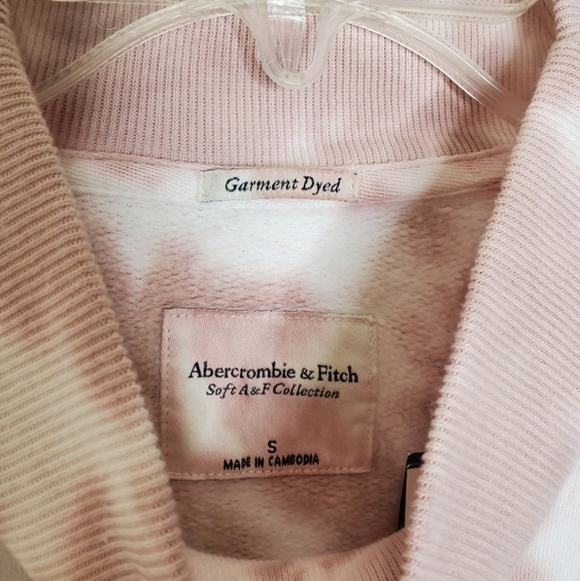 Garment Dyed
Abercrombie & Fitch
Soft A&F Collection
S
MADE IN CAMBODIA